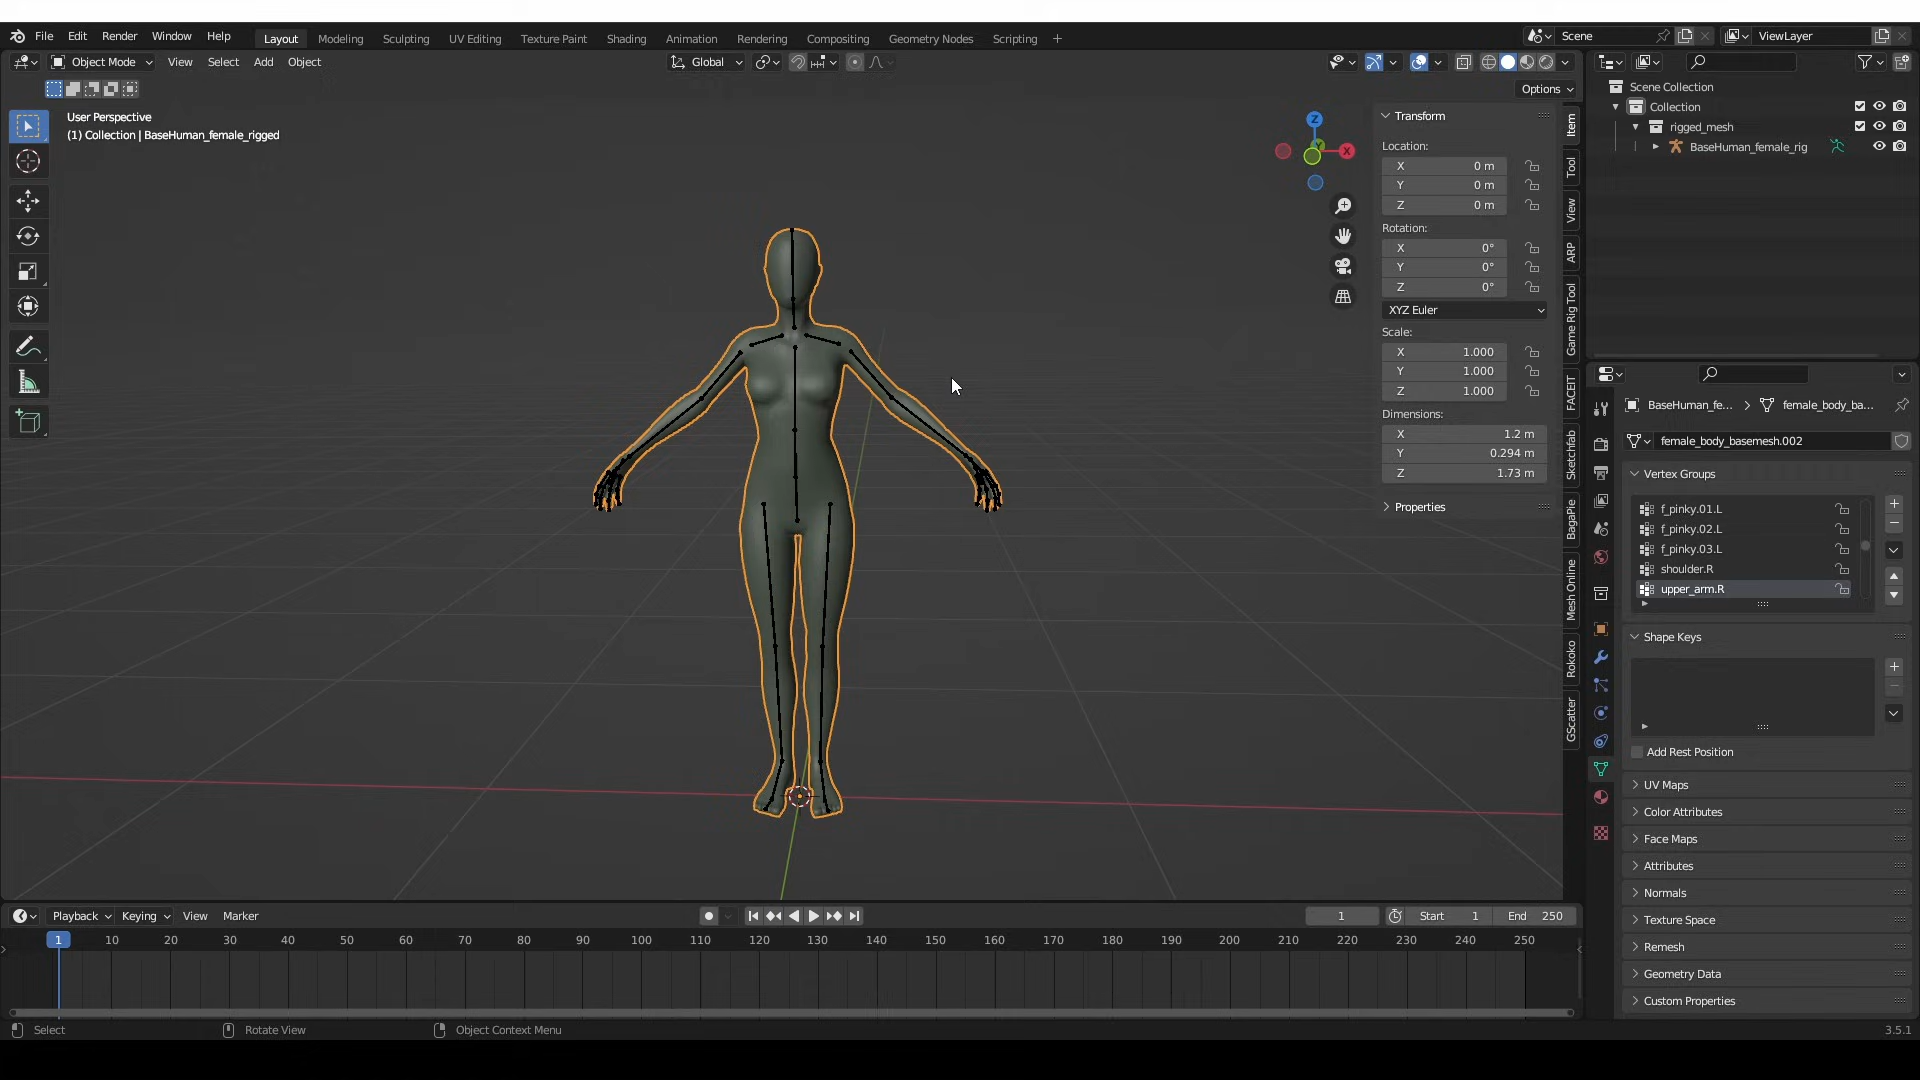 File Edit Render Window Help Layout Modeling Sculpting UV Editing Texture Paint Shading Animation Rendering Compositing Geometry Nodes Scripting + Scene ViewLayer
Object Mode View Select Add Object Global
Options
User Perspective
(1) Collection | BaseHuman_female_rigged
Z
X
Transform
Location:
X 0 m
Y 0 m
Z 0 m
Rotation:
X 0°
Y 0°
Z 0°
XYZ Euler
Scale:
X 1.000
Y 1.000
Z 1.000
Dimensions:
X 1.2 m
Y 0.294 m
Z 1.73 m
Properties
Item
Tool
View
ARP
Game Rig Tool
FACEIT
Sketchfab
BagaPie
Mesh Online
Rokoko
GScatter
Scene Collection
Collection
rigged_mesh
BaseHuman_female_rig
BaseHuman_fe... > female_body_ba...
female_body_basemesh.002
Vertex Groups
f_pinky.01.L
f_pinky.02.L
f_pinky.03.L
shoulder.R
upper_arm.R
Shape Keys
Add Rest Position
UV Maps
Color Attributes
Face Maps
Attributes
Normals
Texture Space
Remesh
Geometry Data
Custom Properties
Playback Keying View Marker 1 Start 1 End 250
1 10 20 30 40 50 60 70 80 90 100 110 120 130 140 150 160 170 180 190 200 210 220 230 240 250
Select Rotate View Object Context Menu 3.5.1